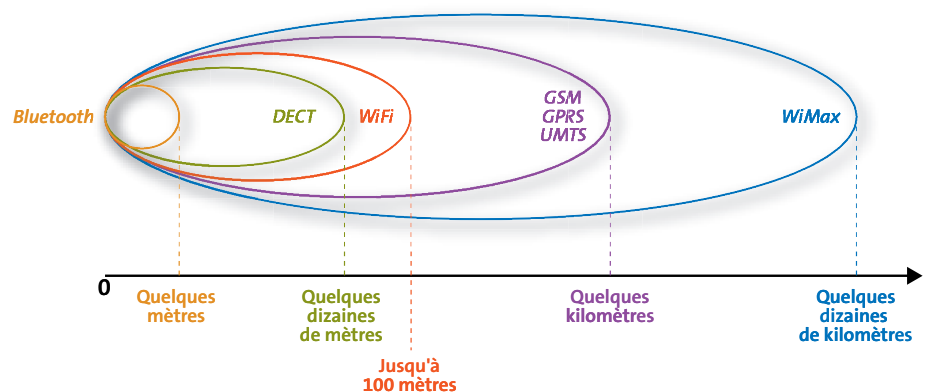 Bluetooth
DECT
WiFi
GSM
GPRS
UMTS
WiMax
0
Quelques
mètres
Quelques
dizaines
de mètres
Jusqu'à
100 mètres
Quelques
kilomètres
Quelques
dizaines
de kilomètres